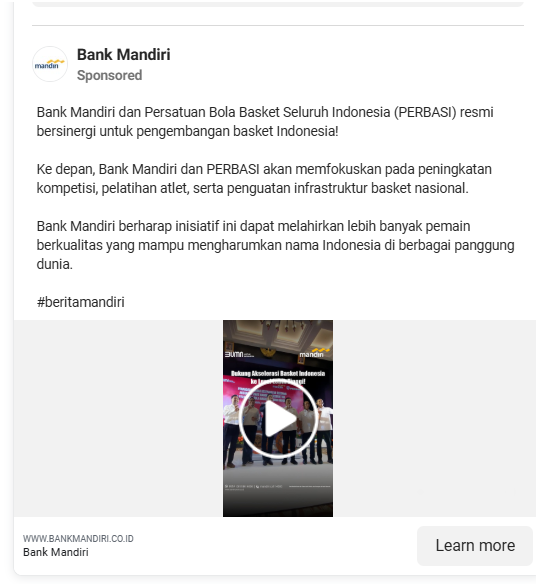 mandiri
Bank Mandiri
Sponsored
Bank Mandiri dan Persatuan Bola Basket Seluruh Indonesia (PERBASI) resmi
bersinergi untuk pengembangan basket Indonesia!
Ke depan, Bank Mandiri dan PERBASI akan memfokuskan pada peningkatan
kompetisi, pelatihan atlet, serta penguatan infrastruktur basket nasional.
Bank Mandiri berharap inisiatif ini dapat melahirkan lebih banyak pemain
berkualitas yang mampu mengharumkan nama Indonesia di berbagai panggung
dunia.
#beritamandiri
BUMN
mandiri
Dukung Akselerasi Basket Indonesia
ke
WWW.BANKMANDIRI.CO.ID
Bank Mandiri
Learn more